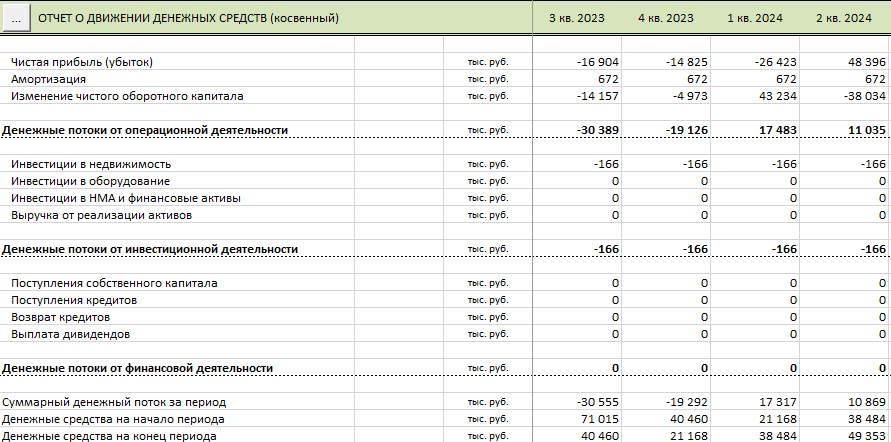 ... ОТЧЕТ О ДВИЖЕНИИ ДЕНЕЖНЫХ СРЕДСТВ (косвенный) 3 кв. 2023 4 кв. 2023 1 кв. 2024 2 кв. 2024
Чистая прибыль (убыток) тыс. руб. -16 904 -14 825 -26 423 48 396
Амортизация тыс. руб. 672 672 672 672
Изменение чистого оборотного капитала тыс. руб. -14 157 -4 973 43 234 -38 034
Денежные потоки от операционной деятельности тыс. руб. -30 389 -19 126 17 483 11 035
Инвестиции в недвижимость тыс. руб. -166 -166 -166 -166
Инвестиции в оборудование тыс. руб. 0 0 0 0
Инвестиции в НМА и финансовые активы тыс. руб. 0 0 0 0
Выручка от реализации активов тыс. руб. 0 0 0 0
Денежные потоки от инвестиционной деятельности тыс. руб. -166 -166 -166 -166
Поступления собственного капитала тыс. руб. 0 0 0 0
Поступления кредитов тыс. руб. 0 0 0 0
Возврат кредитов тыс. руб. 0 0 0 0
Выплата дивидендов тыс. руб. 0 0 0 0
Денежные потоки от финансовой деятельности тыс. руб. 0 0 0 0
Суммарный денежный поток за период тыс. руб. -30 555 -19 292 17 317 10 869
Денежные средства на начало периода тыс. руб. 71 015 40 460 21 168 38 484
Денежные средства на конец периода тыс. руб. 40 460 21 168 38 484 49 353